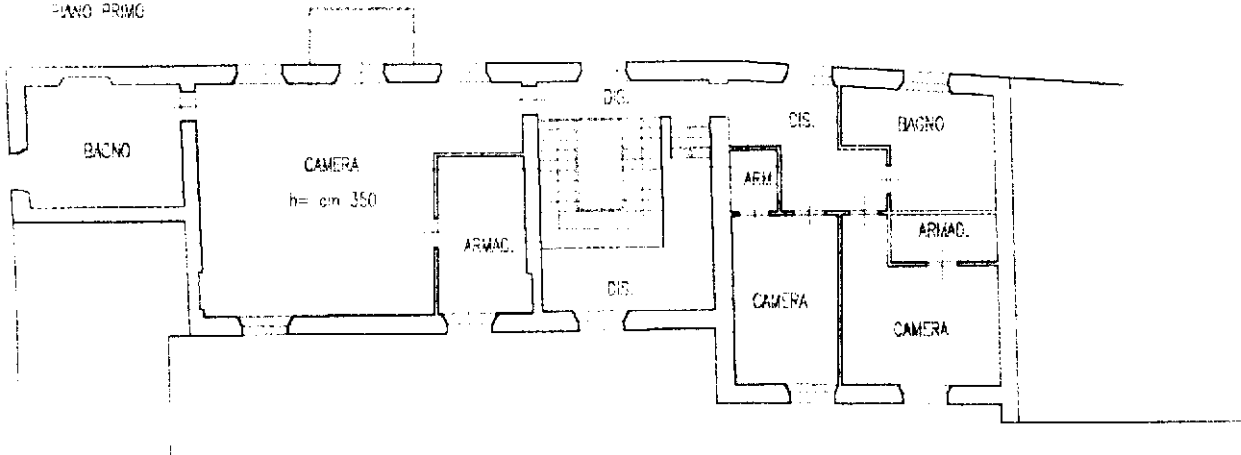 PIANO PRIMO
DIS.
BAGNO
CAMERA
h= cm 350
ARMAD.
DIS.
DIS.
BAGNO
ARM.
ARMAD.
CAMERA
CAMERA